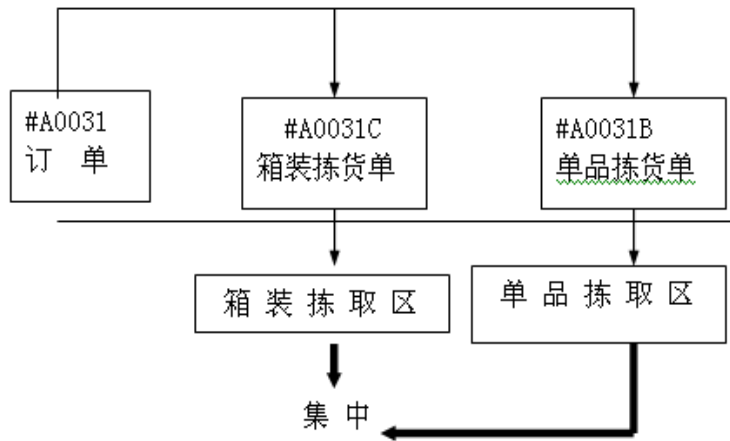 #A0031
订 单
#A0031C
箱装拣货单
#A0031B
单品拣货单
箱 装 拣 取 区
单 品 拣 取 区
集 中